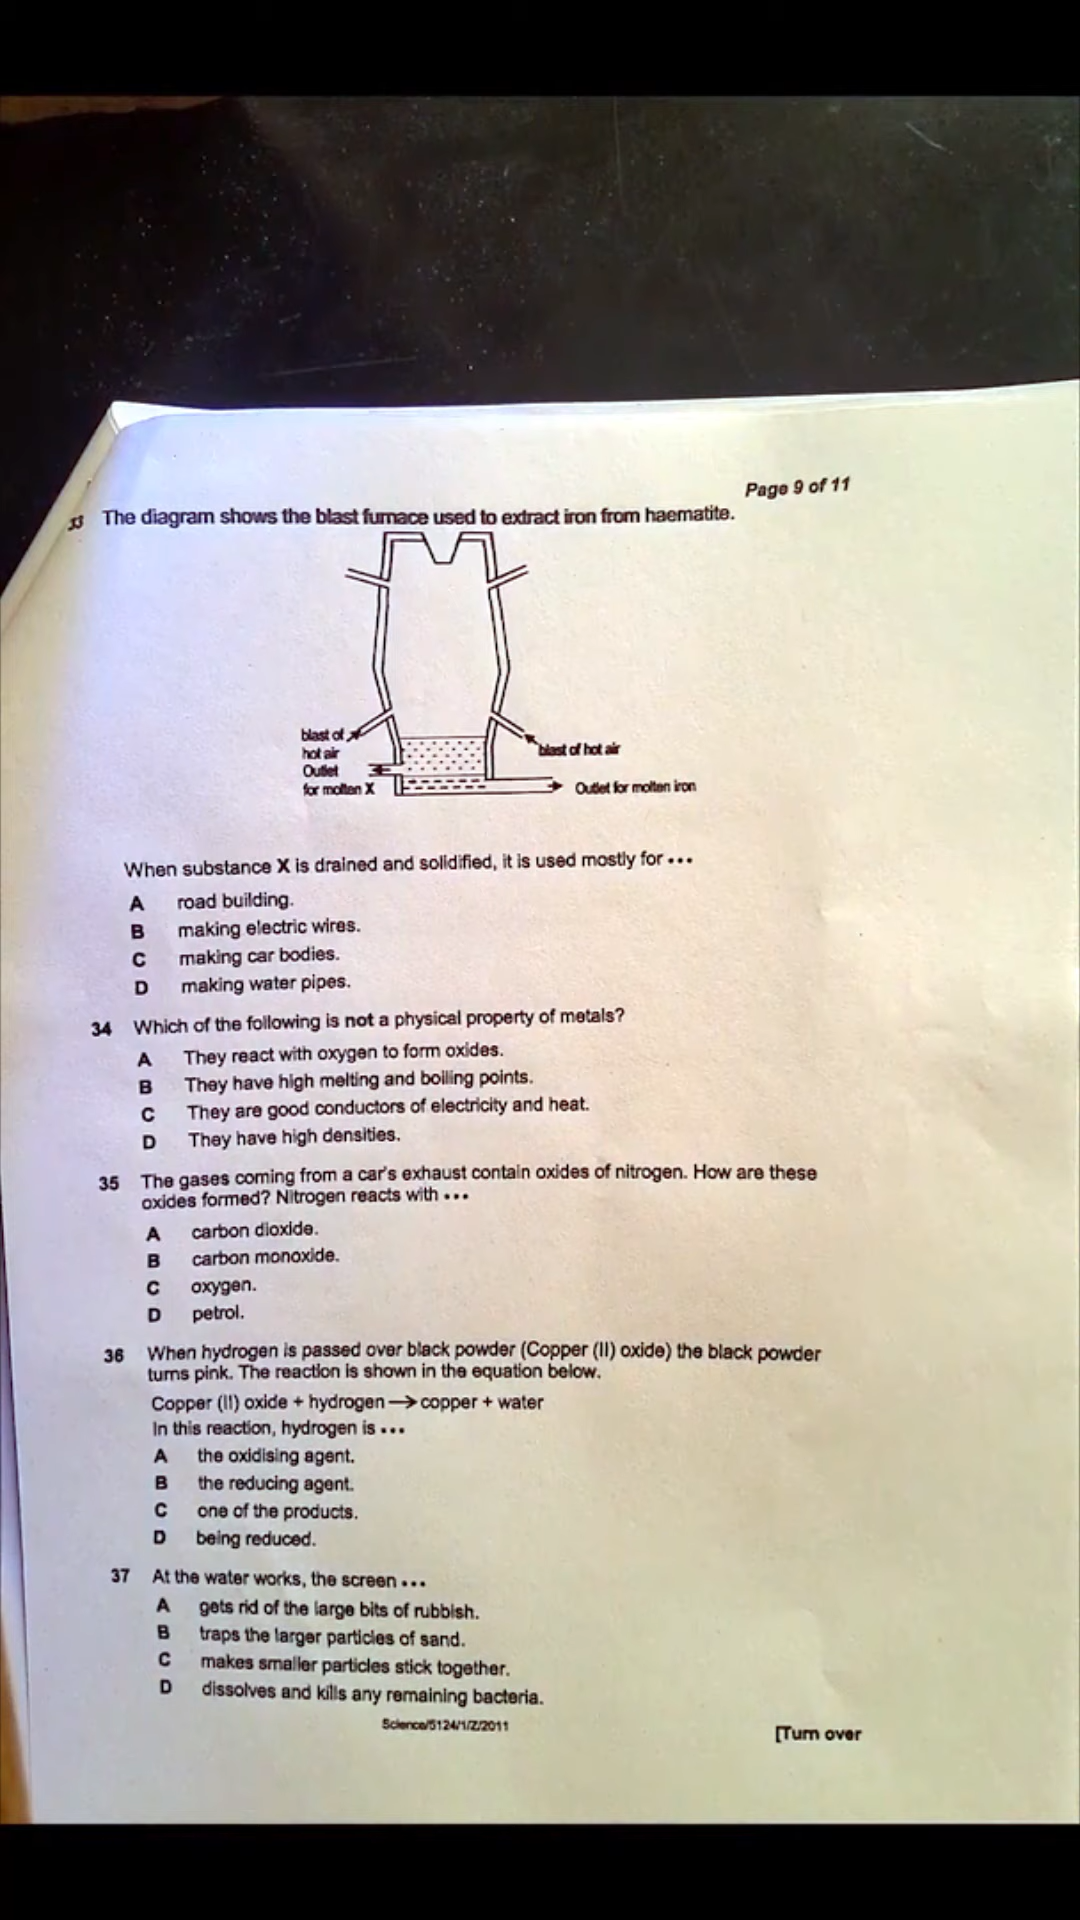 Page 9 of 11
33 The diagram shows the blast furnace used to extract iron from haematite.
blast of
hot air
blast of hot air
Outlet
for molten X
Outlet for molten iron
When substance X is drained and solidified, it is used mostly for •••
A road building.
B making electric wires.
C making car bodies.
D making water pipes.
34 Which of the following is not a physical property of metals?
A They react with oxygen to form oxides.
B They have high melting and boiling points.
C They are good conductors of electricity and heat.
D They have high densities.
35 The gases coming from a car's exhaust contain oxides of nitrogen. How are these
oxides formed? Nitrogen reacts with •••
A carbon dioxide.
B carbon monoxide.
C oxygen.
D petrol.
36 When hydrogen is passed over black powder (Copper (II) oxide) the black powder
turns pink. The reaction is shown in the equation below.
Copper (II) oxide + hydrogen → copper + water
In this reaction, hydrogen is •••
A the oxidising agent.
B the reducing agent.
C one of the products.
D being reduced.
37 At the water works, the screen •••
A gets rid of the large bits of rubbish.
B traps the larger particles of sand.
C makes smaller particles stick together.
D dissolves and kills any remaining bacteria.
Science/5124/1/Z/2011
[Turn over